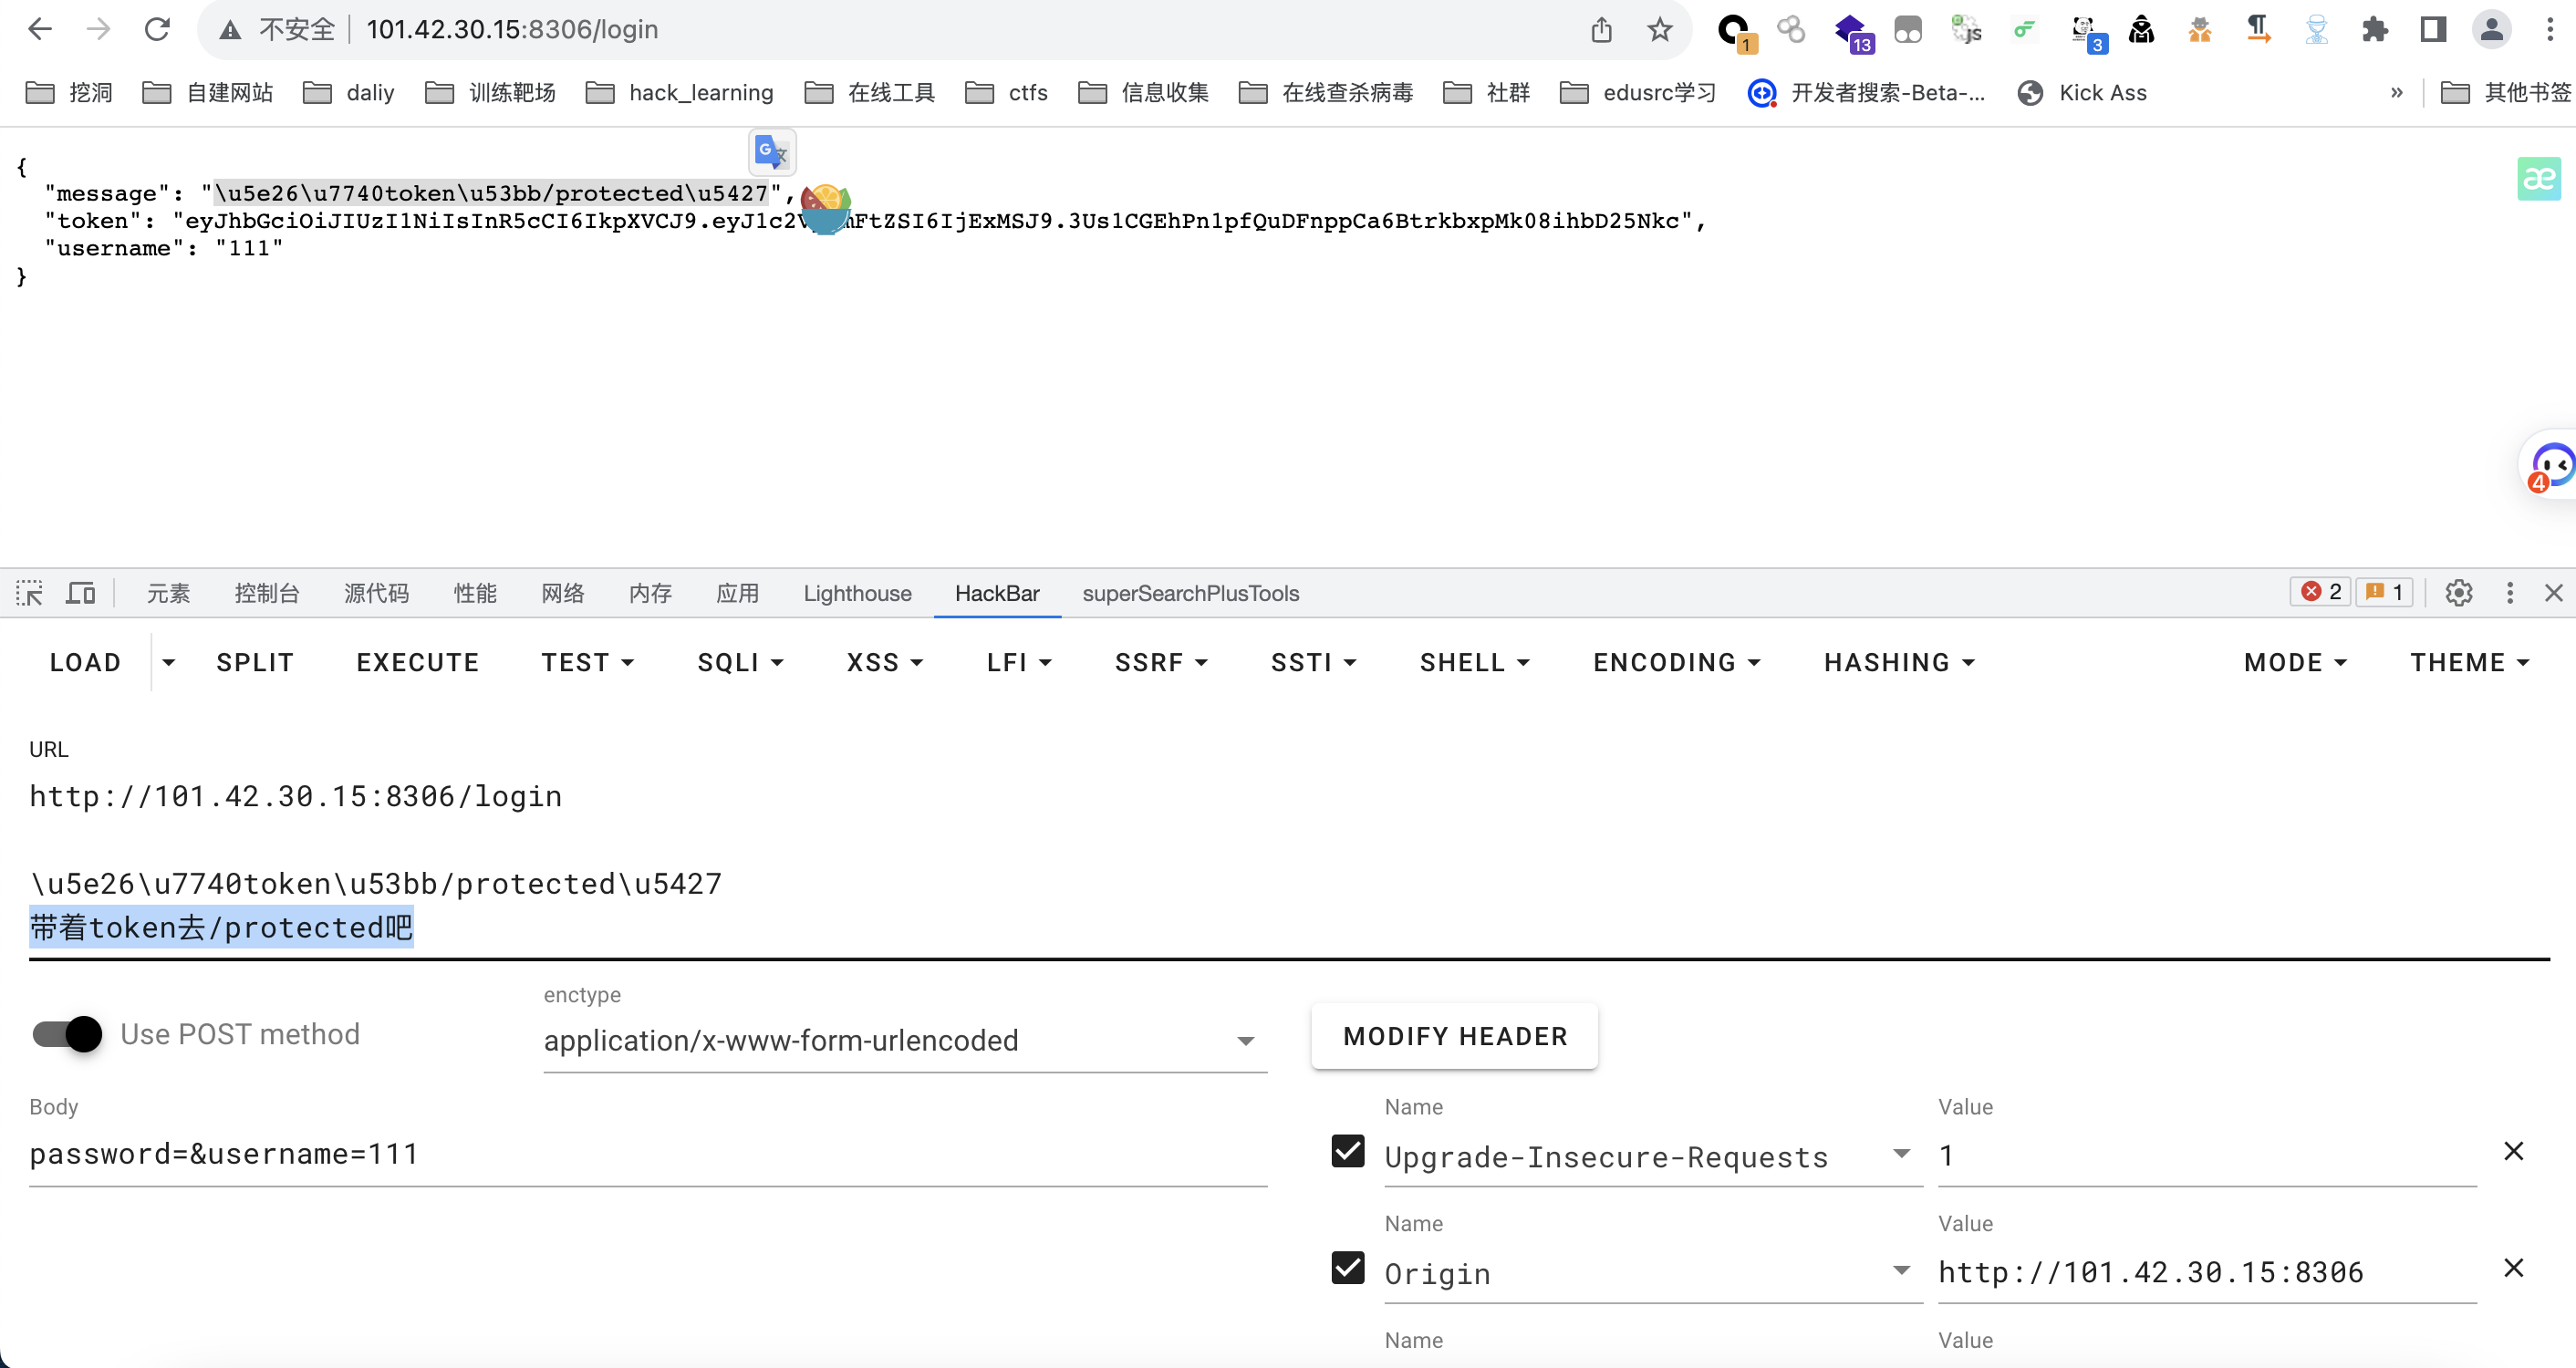 不安全 101.42.30.15:8306/login 1 13 js 3
挖洞 自建网站 daliy 训练靶场 hack_learning 在线工具 ctfs 信息收集 在线查杀病毒 社群 edusrc学习 开发者搜索-Beta-... Kick Ass » 其他书签
{
"message": "\u5e26\u7740token\u53bb/protected\u5427",
"token": "eyJhbGciOiJIUzI1NiIsInR5cCI6IkpXVCJ9.eyJ1c2V FtZSI6IjExMSJ9.3Us1CGEhPn1pfQuDFnppCa6BtrkbxpMk08ihbD25Nkc",
"username": "111"
}
æ
4
元素 控制台 源代码 性能 网络 内存 应用 Lighthouse HackBar superSearchPlusTools 2 1
LOAD SPLIT EXECUTE TEST SQLI XSS LFI SSRF SSTI SHELL ENCODING HASHING MODE THEME
URL
http://101.42.30.15:8306/login
\u5e26\u7740token\u53bb/protected\u5427
带着token去/protected吧
enctype
Use POST method application/x-www-form-urlencoded MODIFY HEADER
Body Name Value
password=&username=111 Upgrade-Insecure-Requests 1
Name Value
Origin http://101.42.30.15:8306
Name Value